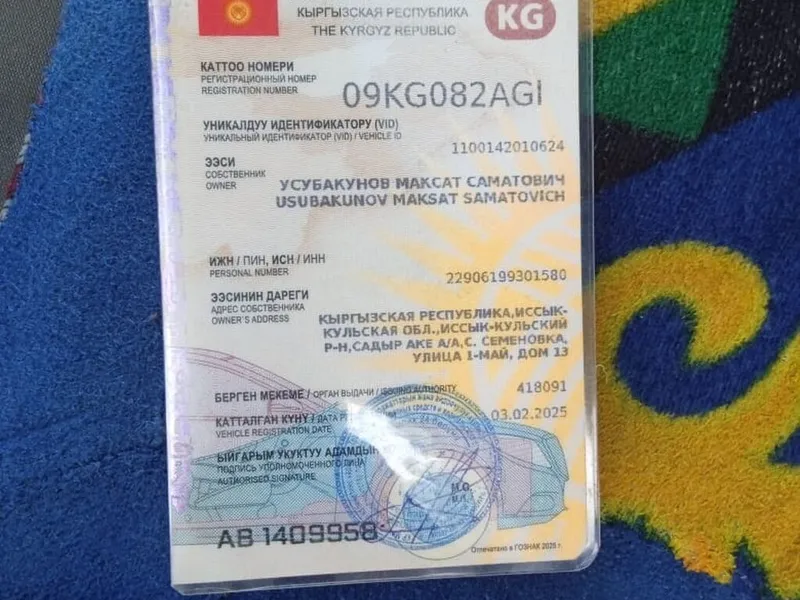 КЫРГЫЗСКАЯ РЕСПУБЛИКА
THE KYRGYZ REPUBLIC
KG
КАТТОО НОМЕРИ
РЕГИСТРАЦИОННЫЙ НОМЕР
REGISTRATION NUMBER
09KG082AGI
УНИКАЛДУУ ИДЕНТИФИКАТОРУ (VID)
УНИКАЛЬНЫЙ ИДЕНТИФИКАТОР (VID) / VEHICLE ID
1100142010624
ЭЭСИ
СОБСТВЕННИК
OWNER
УСУБАКУНОВ МАКСАТ САМАТОВИЧ
USUBAKUNOV MAKSAT SAMATOVICH
ИЖН / ПИН, ИСН / ИНН
PERSONAL NUMBER
22906199301580
ЭЭСИНИН ДАРЕГИ
АДРЕС СОБСТВЕННИКА
OWNER'S ADDRESS
КЫРГЫЗСКАЯ РЕСПУБЛИКА,ИССЫК-
КУЛЬСКАЯ ОБЛ.,ИССЫК-КУЛЬСКИЙ
Р-Н,САДЫР АКЕ А/А,С. СЕМЕНОВКА,
УЛИЦА 1-МАЙ, ДОМ 13
БЕРГЕН МЕКЕМЕ / ОРГАН ВЫДАЧИ / ISSUING AUTHORITY
418091
КАТТАЛГАН КҮНҮ / ДАТА
VEHICLE REGISTRATION DATE
03.02.2025
ЫЙГАРЫМ УКУКТУУ АДАМДЫН
ПОДПИСЬ УПОЛНОМОЧЕННОГО ЛИЦА
AUTHORISED SIGNATURE
М.О.
М.П.
AB 1409958
Отпечатано в ГОЗНАК 2025 г.